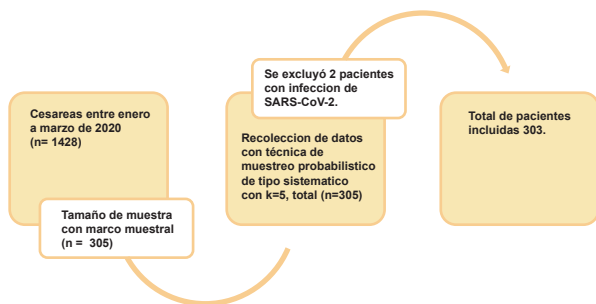 Cesareas entre enero
a marzo de 2020
(n= 1428)
Tamaño de muestra
con marco muestral
(n =  305)
Se excluyó 2 pacientes
con infeccion de
SARS-CoV-2.
Recoleccion de datos
con técnica de
muestreo probabilistico
de tipo sistematico
con k=5, total (n=305)
Total de pacientes
incluidas 303.